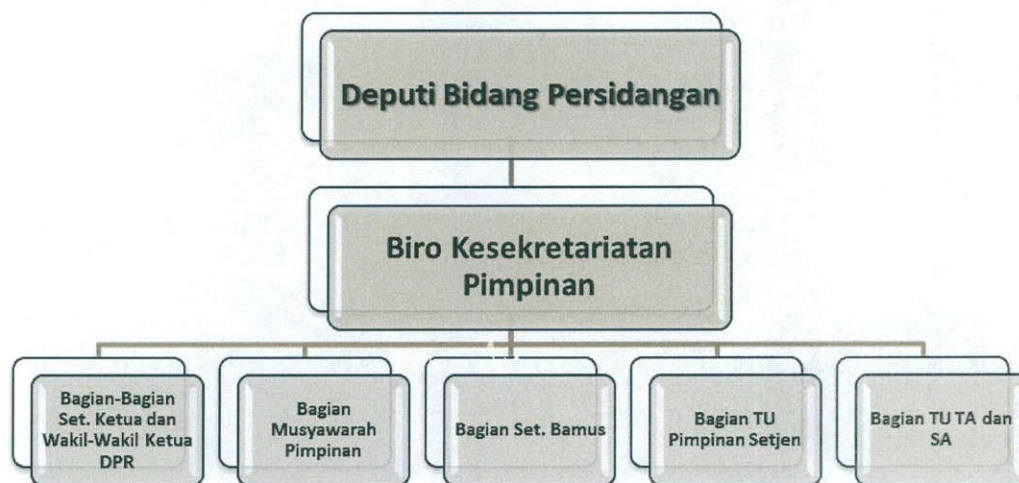 Deputi Bidang Persidangan
Biro Kesekretariatan
Pimpinan
Bagian-Bagian
Set. Ketua dan
Wakil-Wakil Ketua
DPR
Bagian
Musyawarah
Pimpinan
Bagian Set. Bamus
Bagian TU
Pimpinan Setjen
Bagian TU TA dan
SA